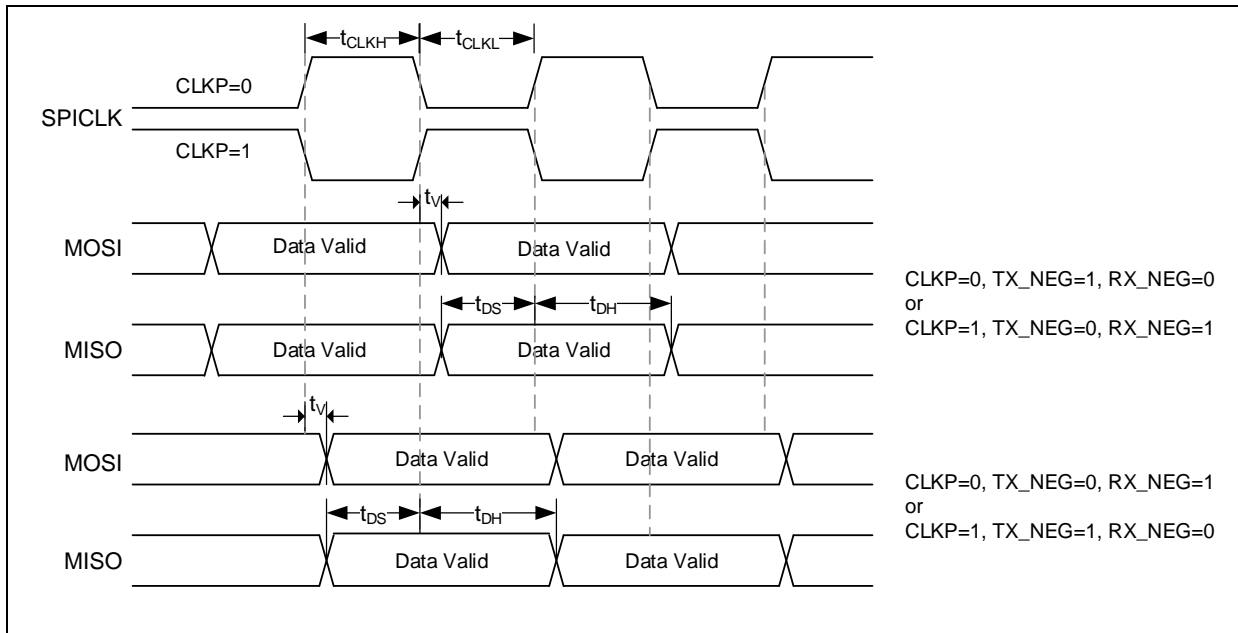 tCLKH
tCLKL
CLKP=0
SPICLK
CLKP=1
tV
MOSI
Data Valid
Data Valid
CLKP=0, TX_NEG=1, RX_NEG=0
or
CLKP=1, TX_NEG=0, RX_NEG=1
tDS
tDH
MISO
Data Valid
Data Valid
tV
MOSI
Data Valid
Data Valid
CLKP=0, TX_NEG=0, RX_NEG=1
or
CLKP=1, TX_NEG=1, RX_NEG=0
tDS
tDH
MISO
Data Valid
Data Valid